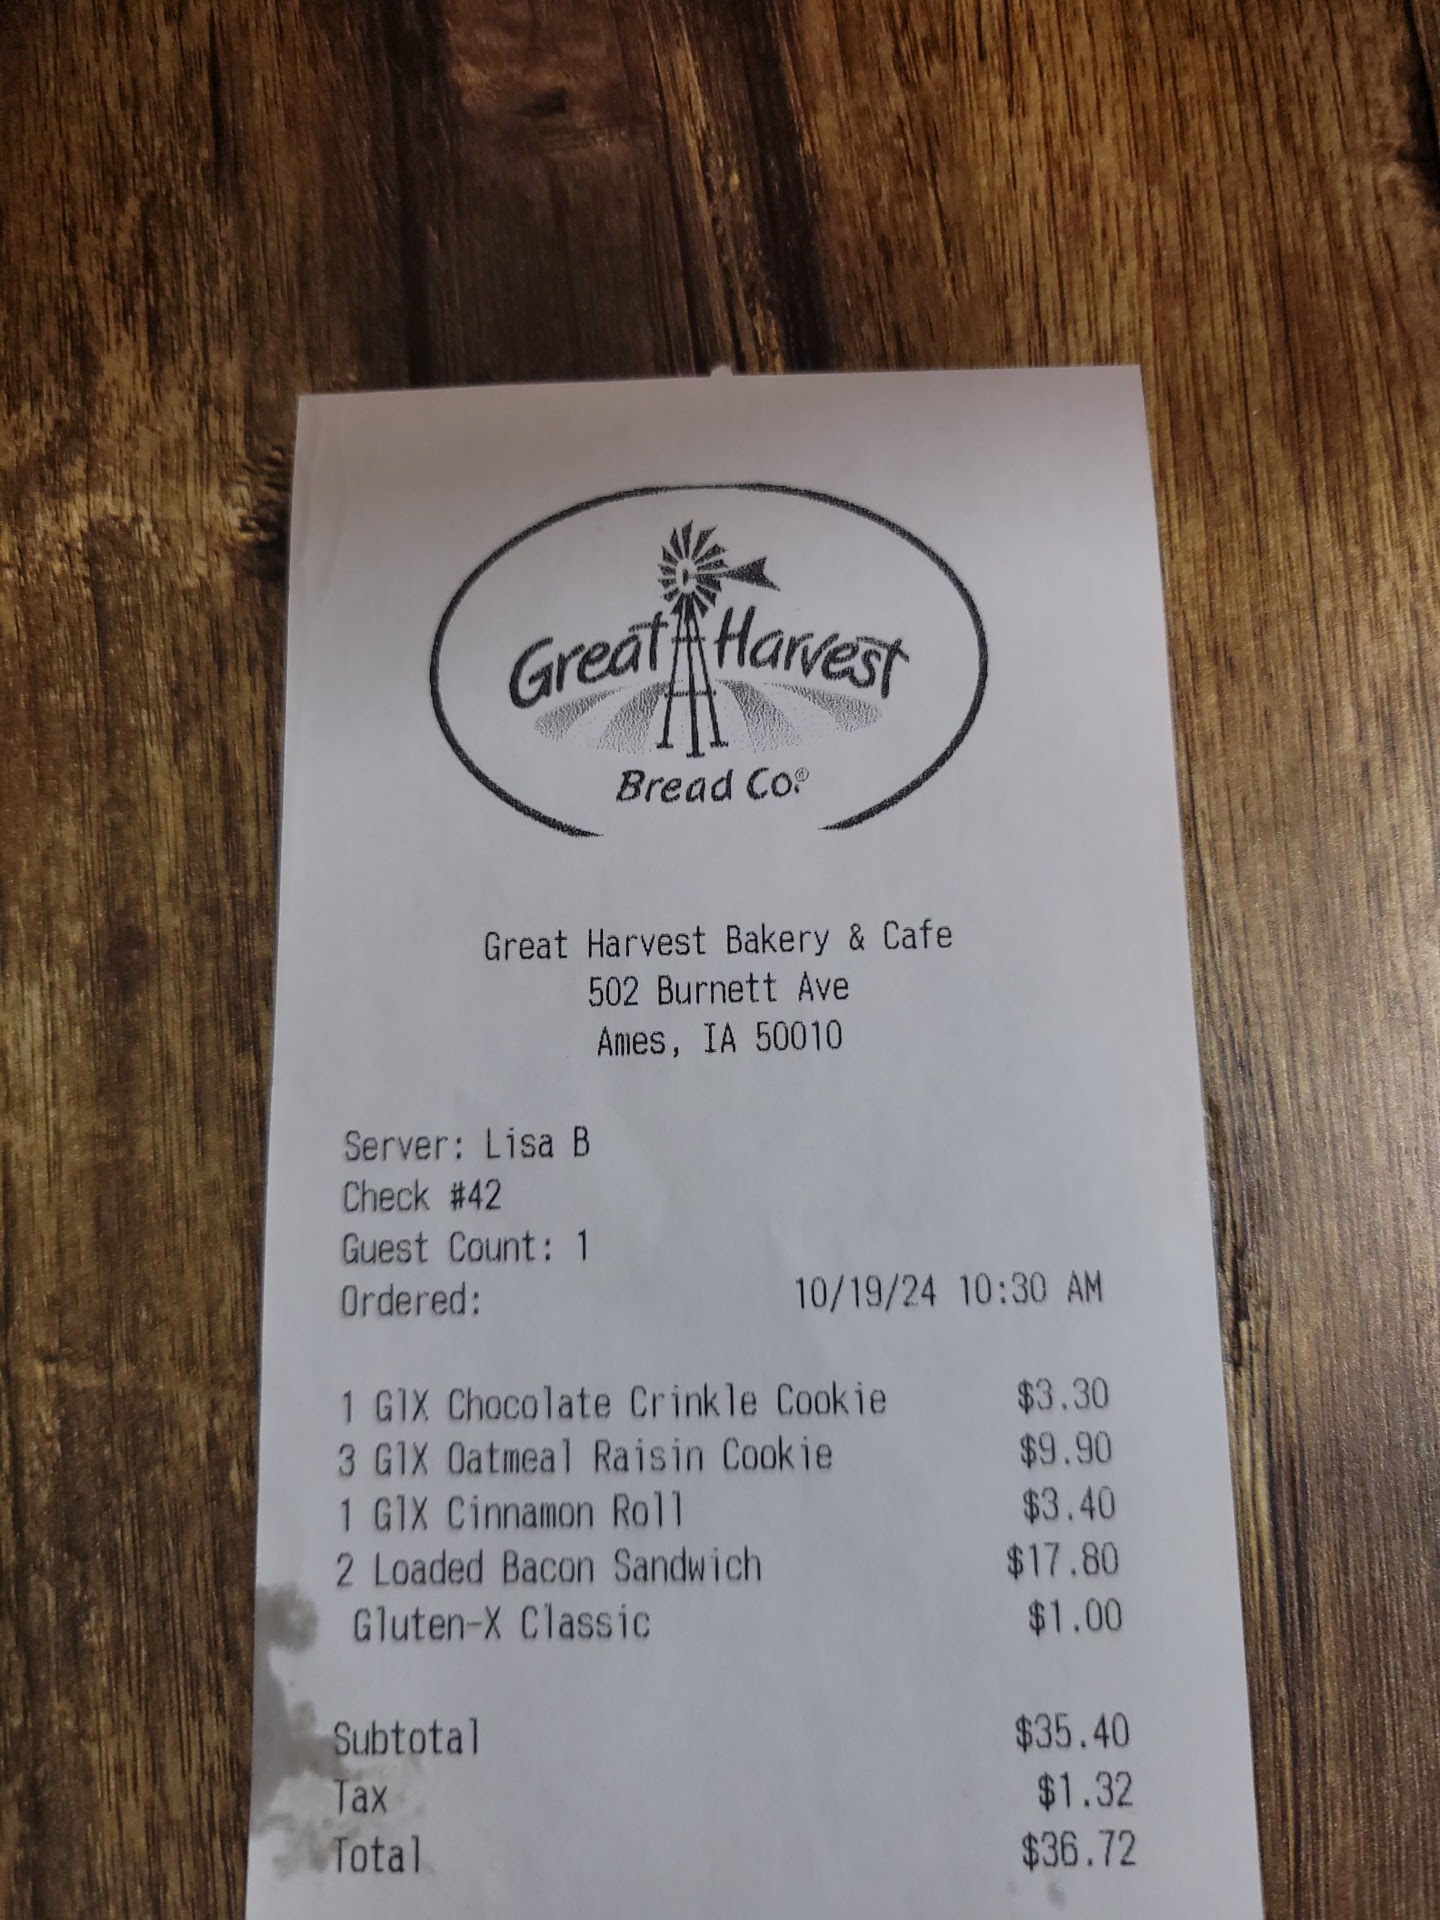 Great Harvest
Bread Co.®
Great Harvest Bakery & Cafe
502 Burnett Ave
Ames, IA 50010
Server: Lisa B
Check #42
Guest Count: 1
Ordered: 10/19/24 10:30 AM
1 GlX Chocolate Crinkle Cookie $3.30
3 GlX Oatmeal Raisin Cookie $9.90
1 GlX Cinnamon Roll $3.40
2 Loaded Bacon Sandwich $17.80
Gluten-X Classic $1.00
Subtotal $35.40
Tax $1.32
Total $36.72